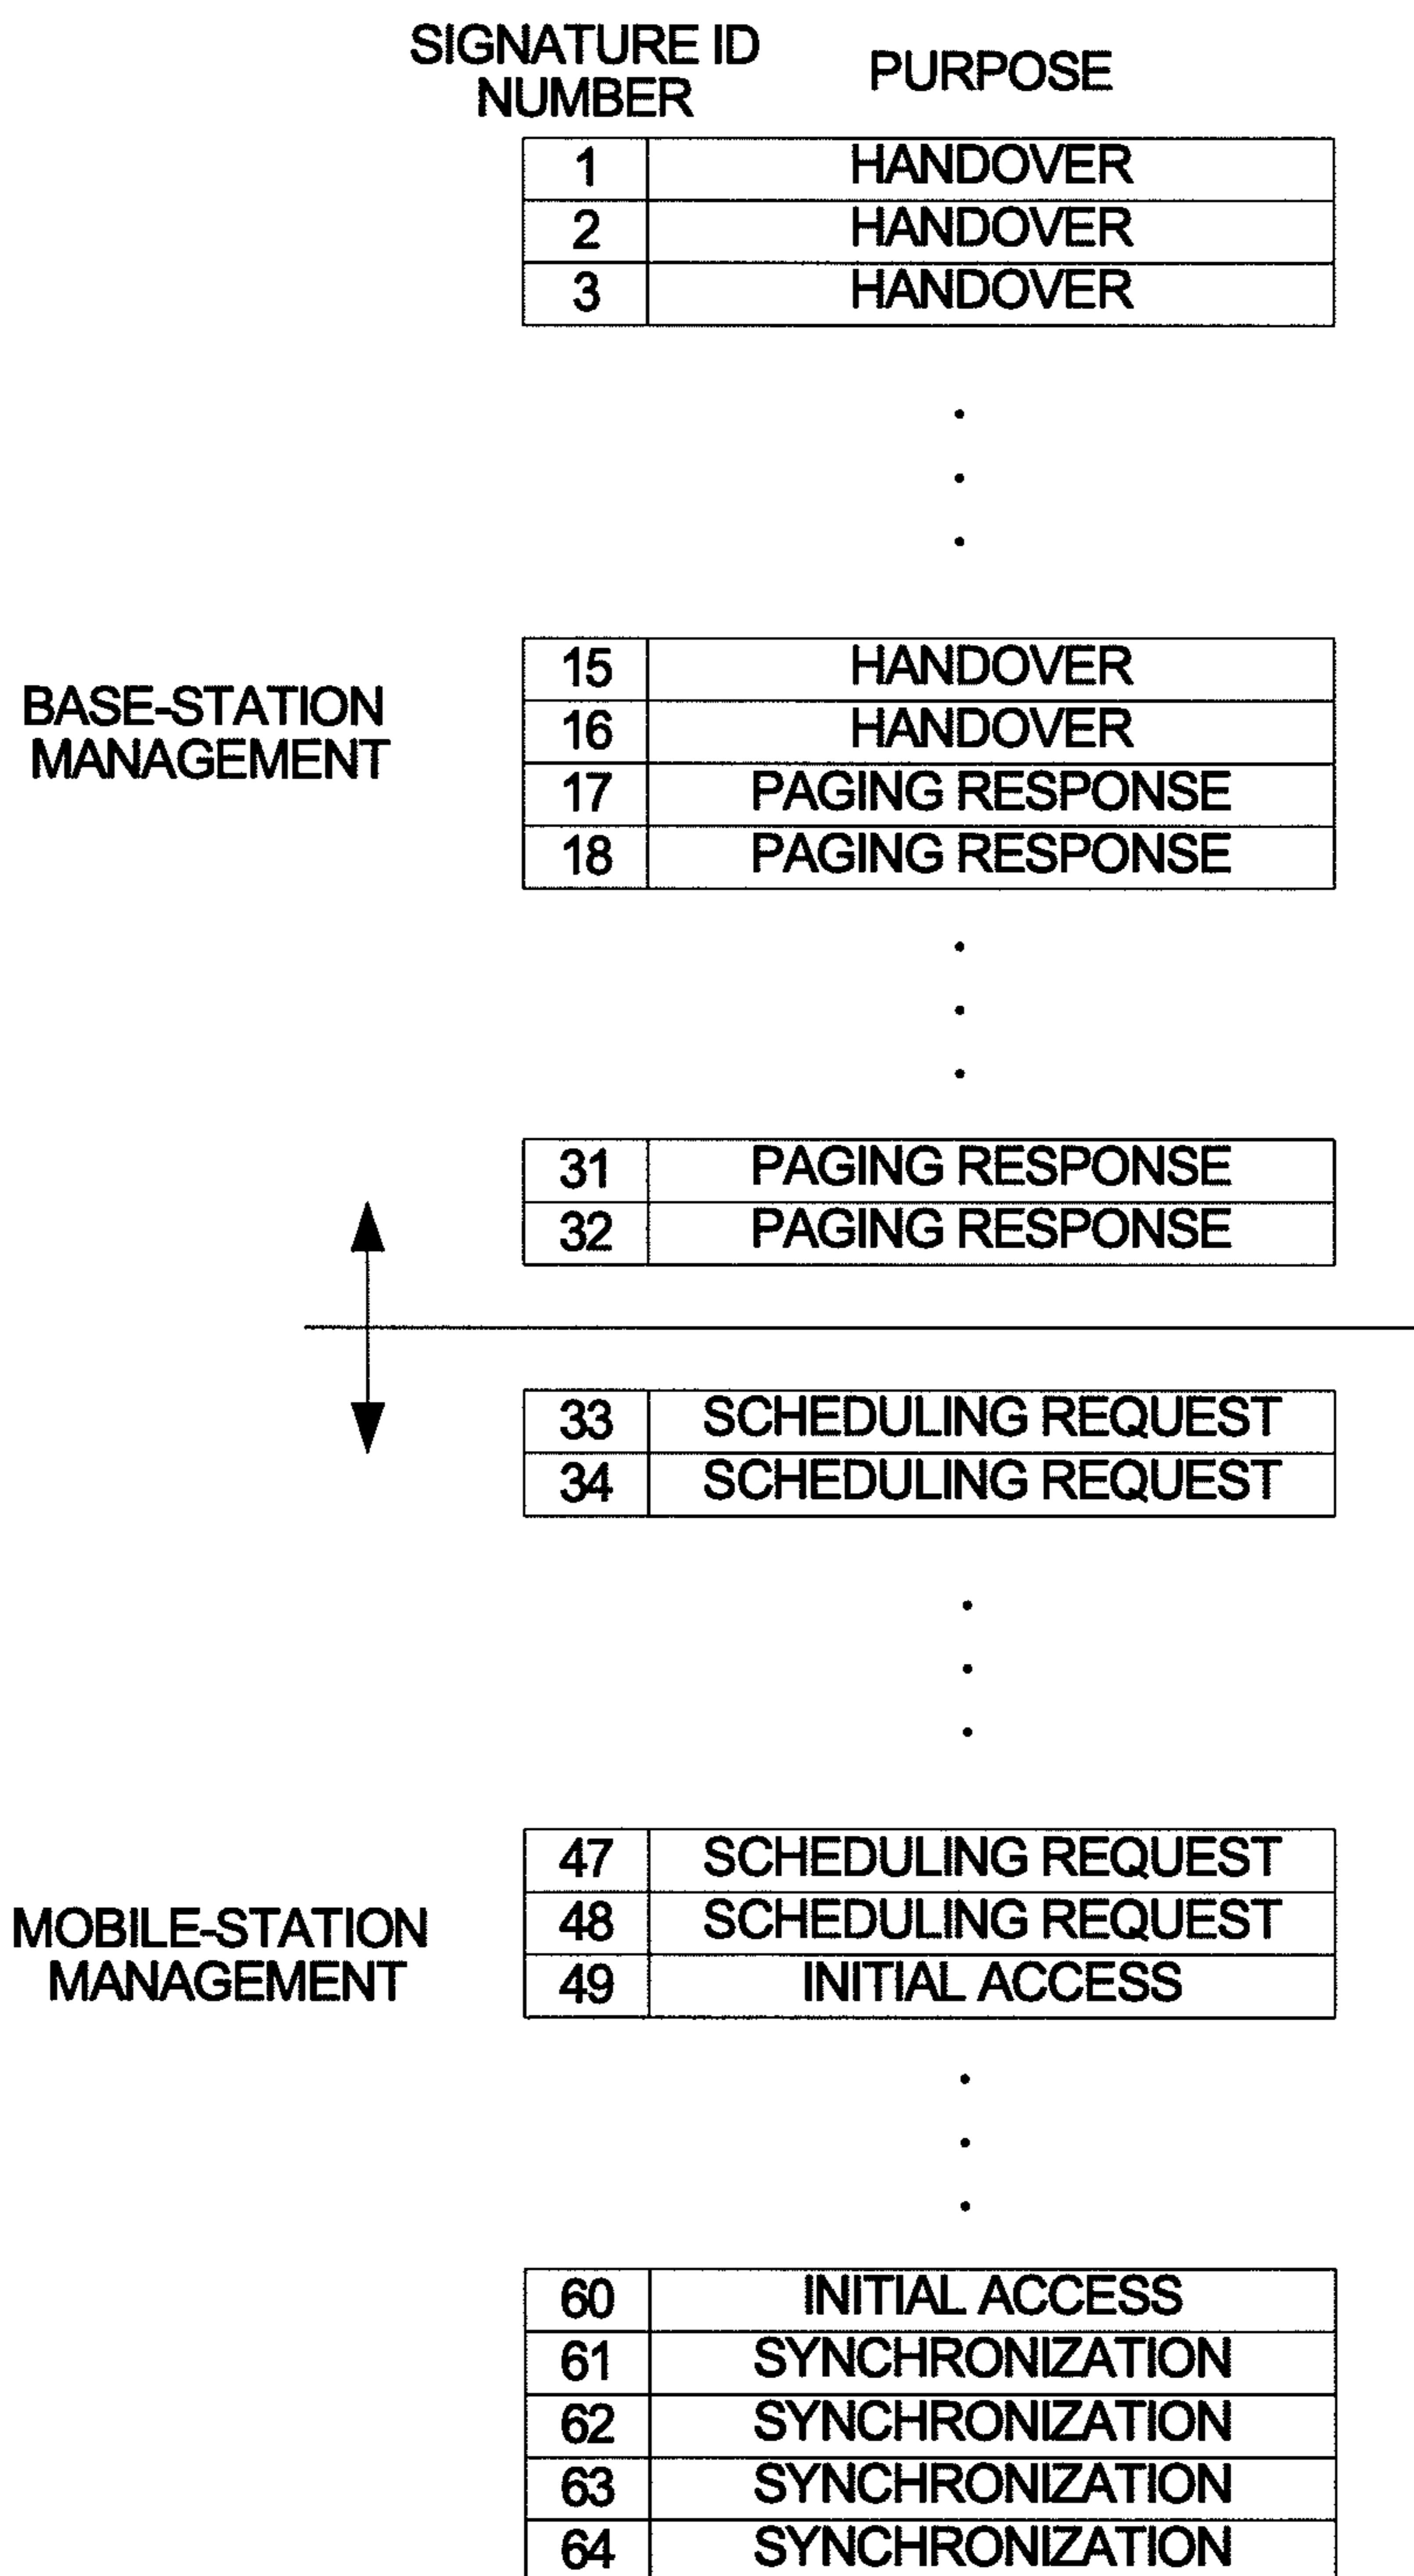 SIGNATURE ID
NUMBER
PURPOSE
1 HANDOVER
2 HANDOVER
3 HANDOVER
15 HANDOVER
16 HANDOVER
17 PAGING RESPONSE
18 PAGING RESPONSE
BASE-STATION
MANAGEMENT
31 PAGING RESPONSE
32 PAGING RESPONSE
33 SCHEDULING REQUEST
34 SCHEDULING REQUEST
47 SCHEDULING REQUEST
48 SCHEDULING REQUEST
49 INITIAL ACCESS
MOBILE-STATION
MANAGEMENT
60 INITIAL ACCESS
61 SYNCHRONIZATION
62 SYNCHRONIZATION
63 SYNCHRONIZATION
64 SYNCHRONIZATION